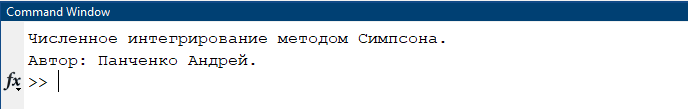 Command Window
Численное интегрирование методом Симпсона.
Автор: Панченко Андрей.
fx >>